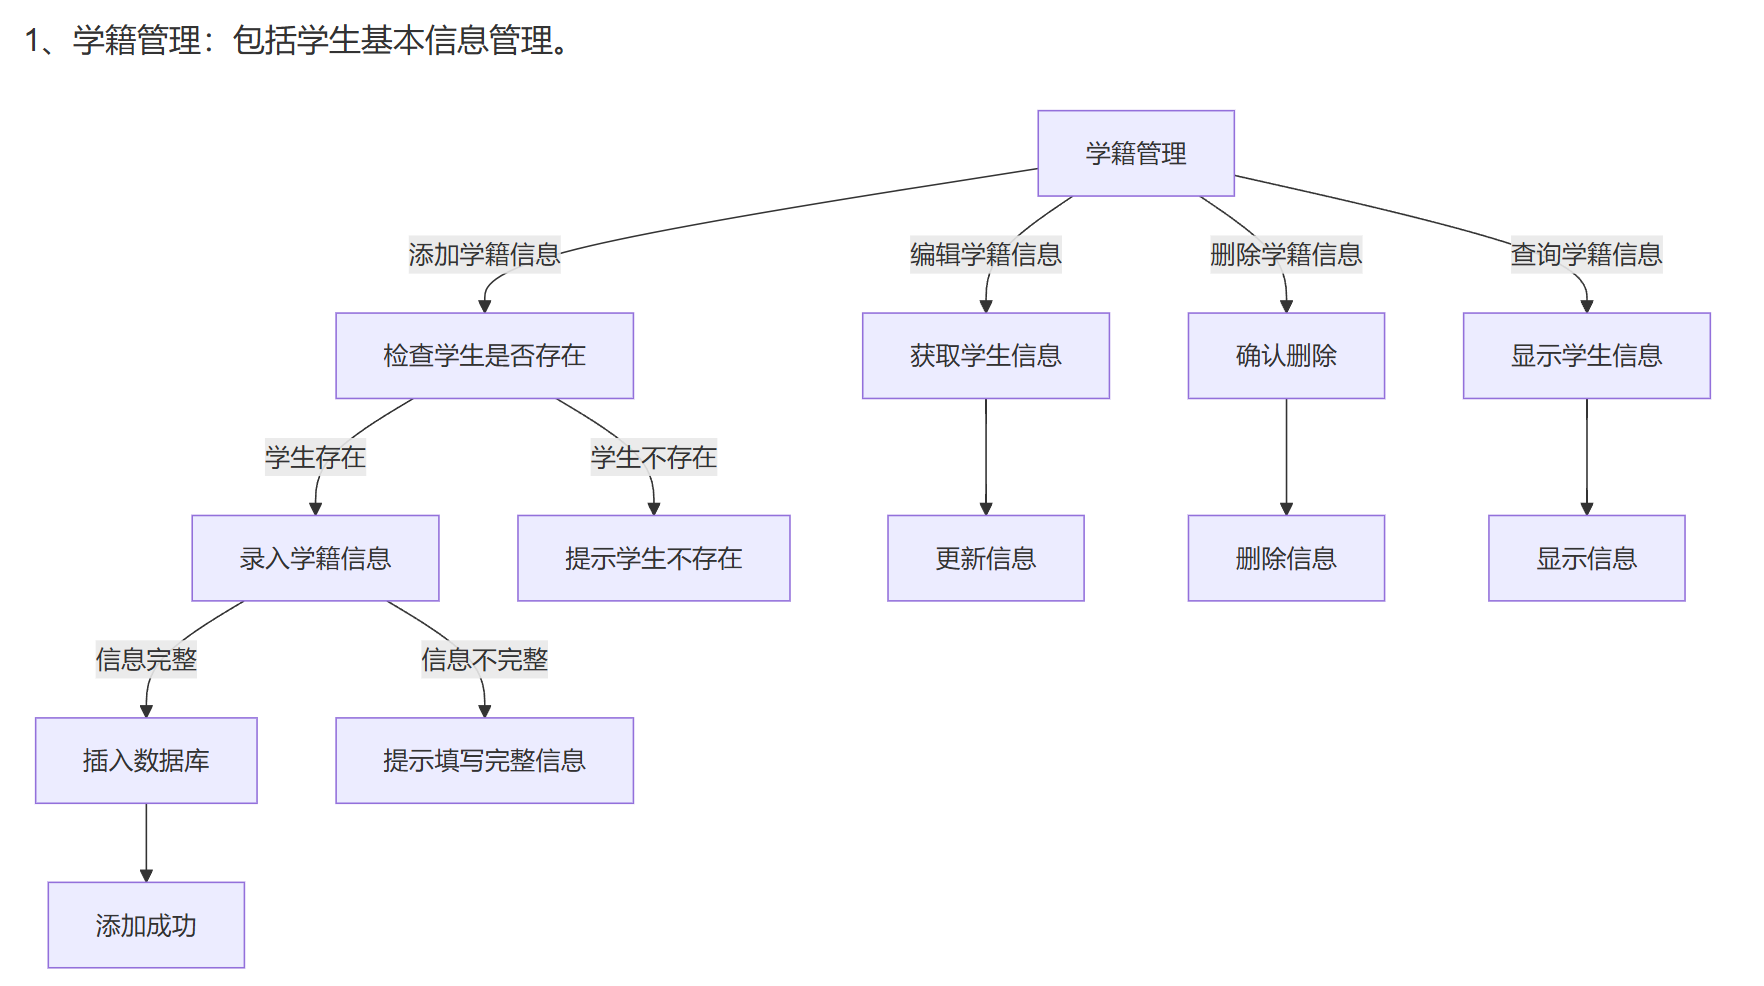 1、学籍管理：包括学生基本信息管理。
学籍管理
添加学籍信息
编辑学籍信息
删除学籍信息
查询学籍信息
检查学生是否存在
获取学生信息
确认删除
显示学生信息
学生存在
学生不存在
录入学籍信息
提示学生不存在
更新信息
删除信息
显示信息
信息完整
信息不完整
插入数据库
提示填写完整信息
添加成功